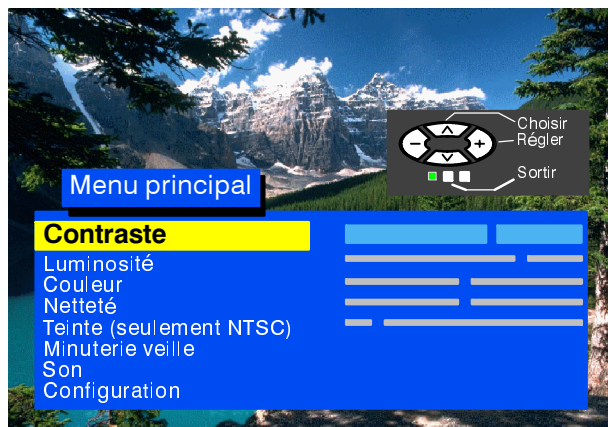 Choisir
Régler
Sortir
Menu principal
Contraste
Luminosité
Couleur
Netteté
Teinte (seulement NTSC)
Minuterie veille
Son
Configuration